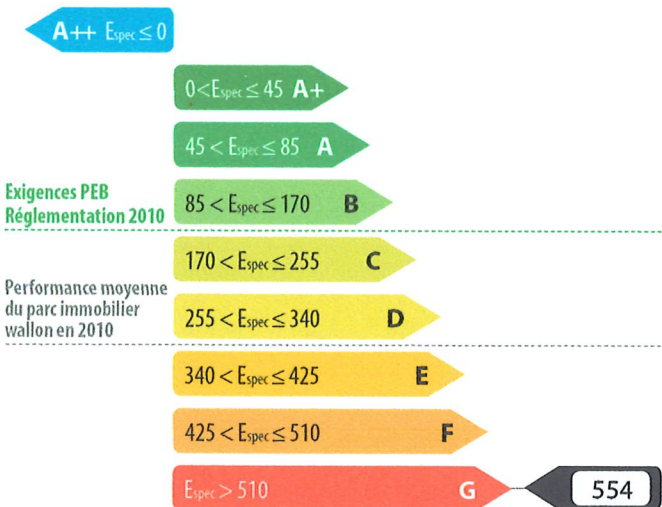 A++ Espec ≤ 0
0 < Espec ≤ 45 A+
45 < Espec ≤ 85 A
Exigences PEB
Réglementation 2010
85 < Espec ≤ 170 B
170 < Espec ≤ 255 C
Performance moyenne
du parc immobilier
wallon en 2010
255 < Espec ≤ 340 D
340 < Espec ≤ 425 E
425 < Espec ≤ 510 F
Espec > 510 G 554